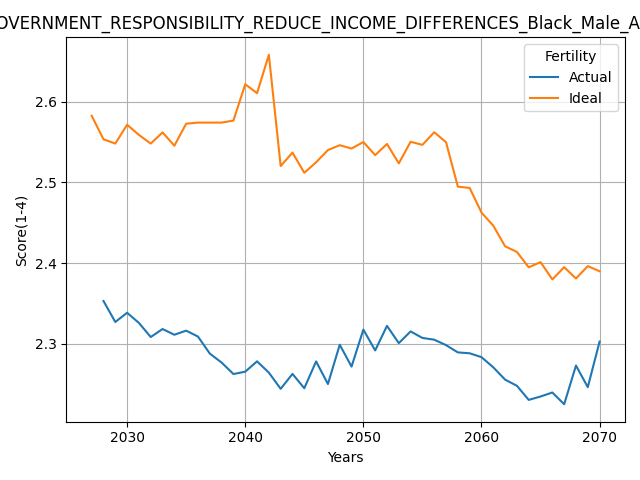 OVERNMENT_RESPONSIBILITY_REDUCE_INCOME_DIFFERENCES_Black_Male_A
Fertility
Actual
Ideal
Score(1-4)
2.6
2.5
2.4
2.3
2030 2040 2050 2060 2070
Years